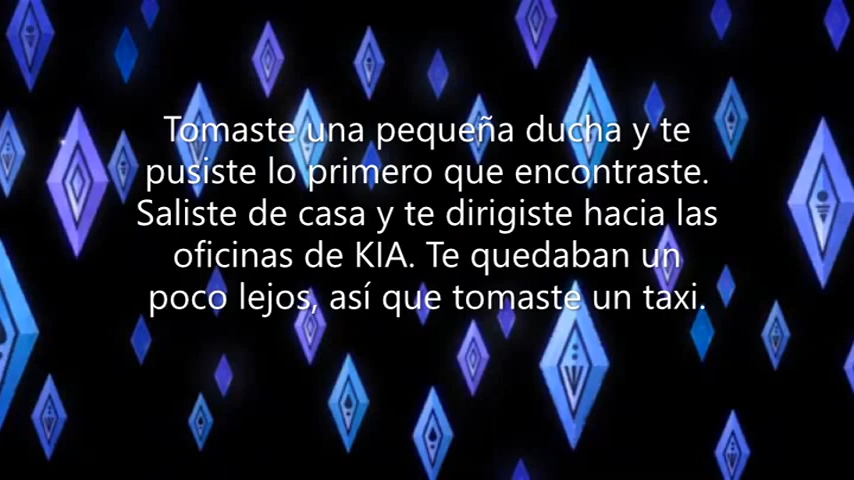 Tomaste una pequeña ducha y te
pusiste lo primero que encontraste.
Saliste de casa y te dirigiste hacia las
oficinas de KIA. Te quedaban un
poco lejos, así que tomaste un taxi.